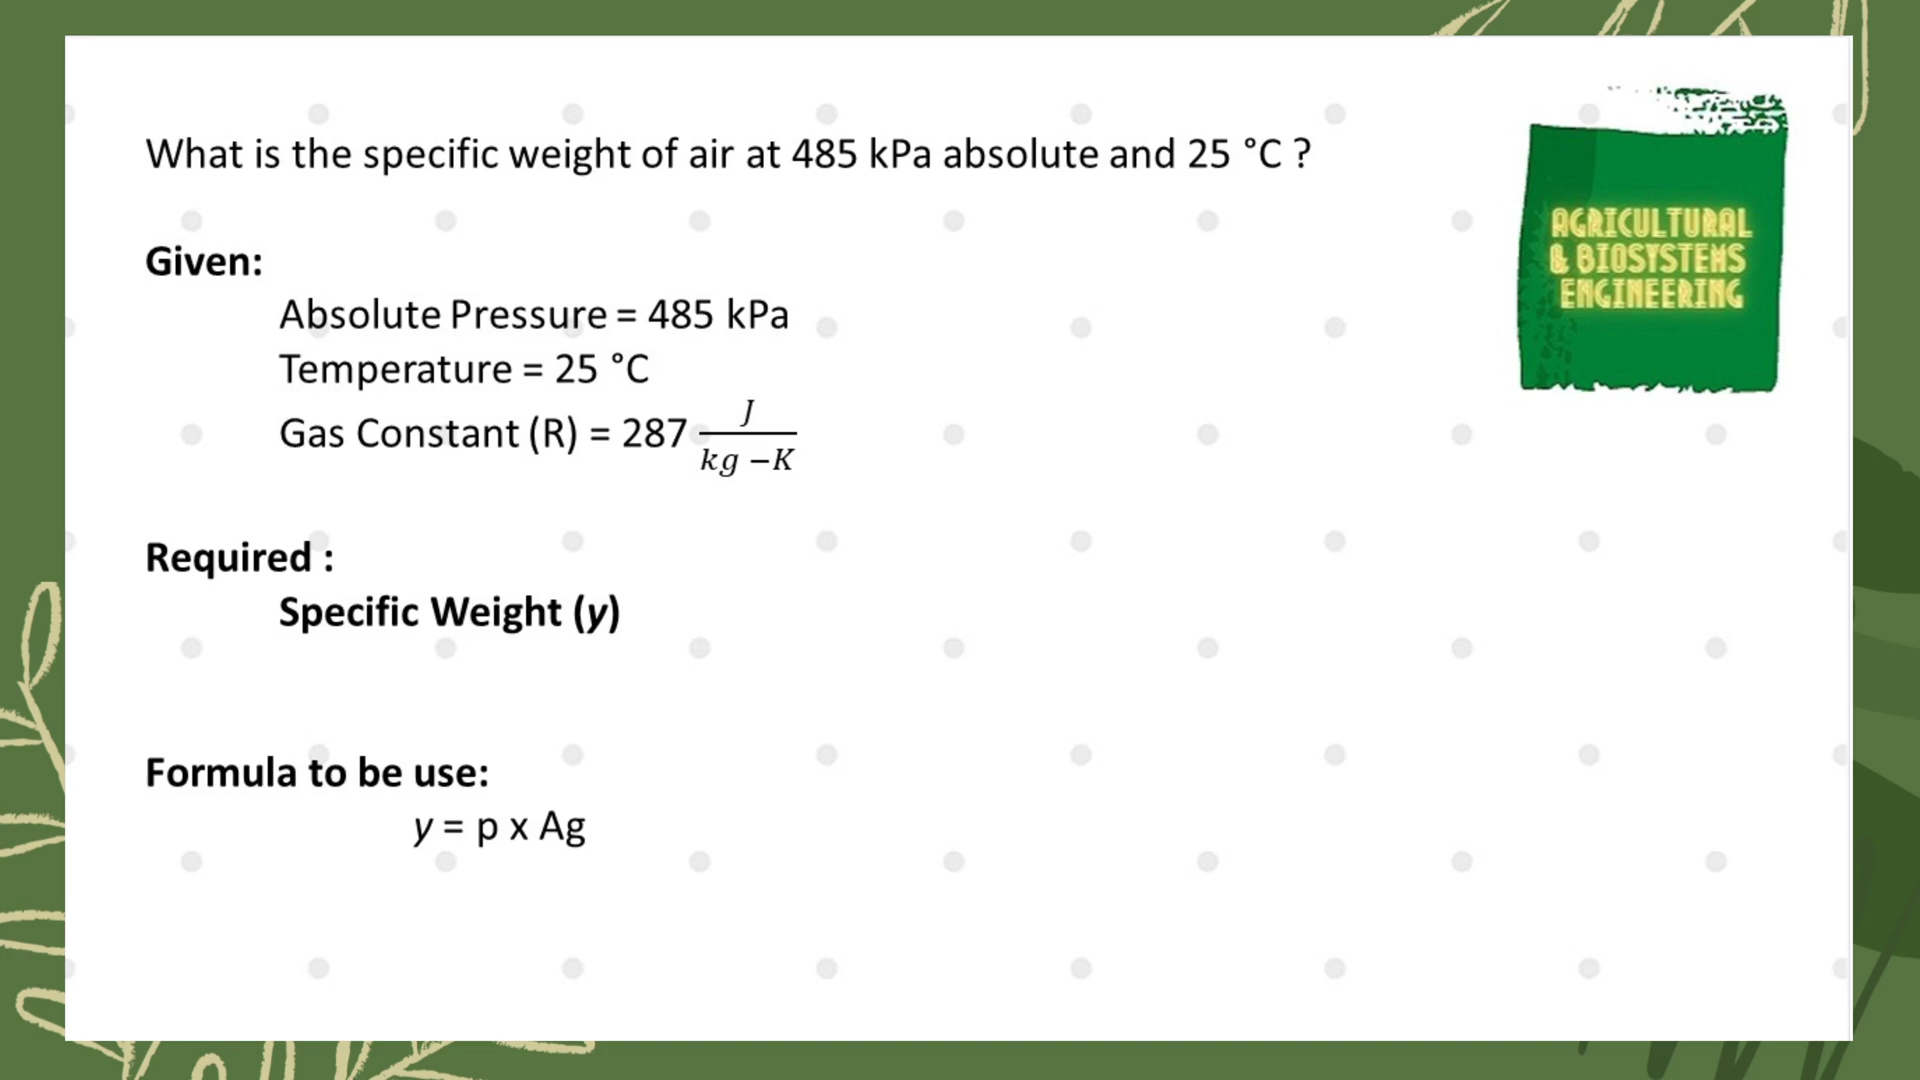 What is the specific weight of air at 485 kPa absolute and 25 °C ?
AGRICULTURAL
& BIOSYSTEMS
ENGINEERING
Given:
Absolute Pressure = 485 kPa
Temperature = 25 °C
Gas Constant (R) = 287 J / kg –K
Required :
Specific Weight (y)
Formula to be use:
y = p x Ag